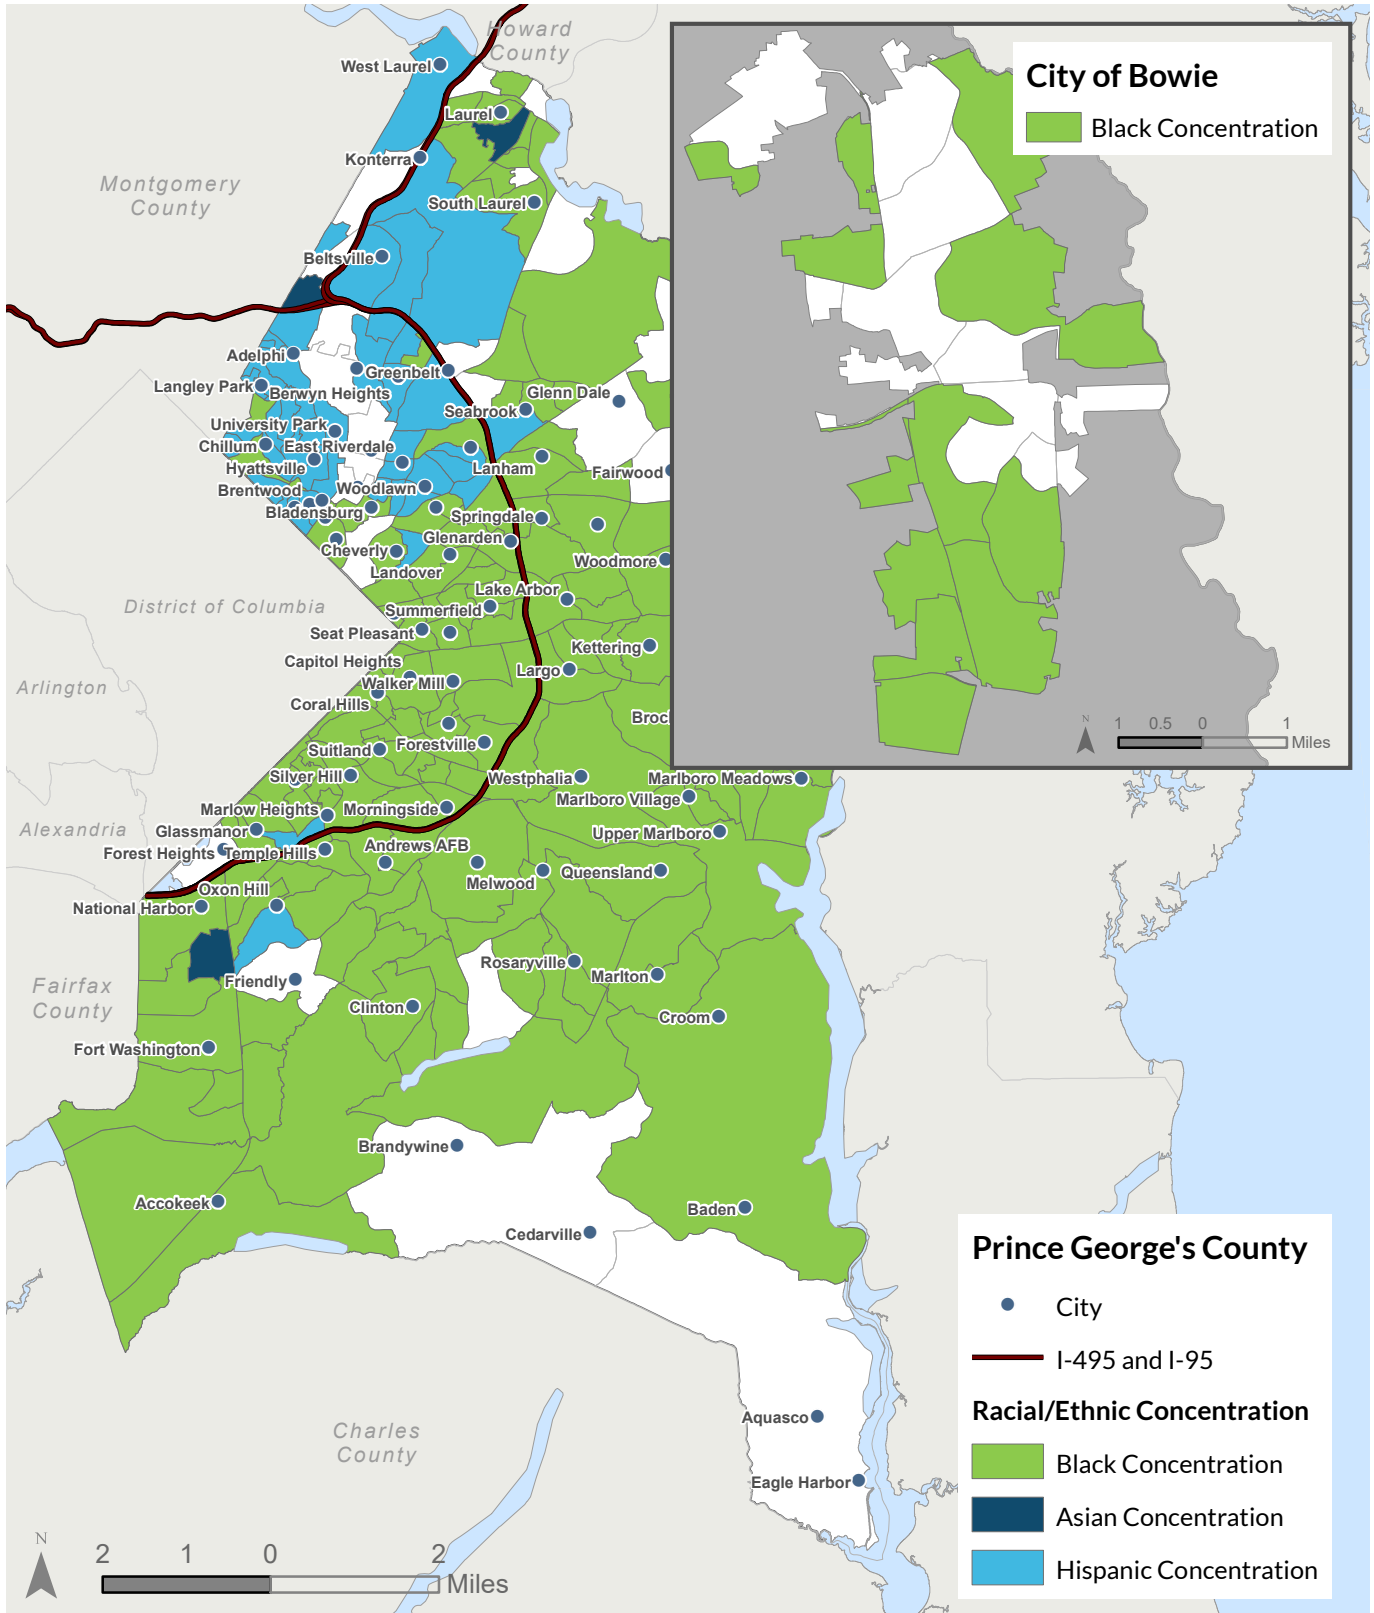 Howard
County
West Laurel
Laurel
Konterra
Montgomery
County
South Laurel
Beltsville
Adelphi
Langley Park
Greenbelt
Berwyn Heights
Glenn Dale
Seabrook
University Park
Chillum
East Riverdale
Hyattsville
Lanham
Fairwood
Brentwood
Woodlawn
Bladensburg
Springdale
Glenarden
Cheverly
Woodmore
Landover
Lake Arbor
District of Columbia
Summerfield
Seat Pleasant
Kettering
Capitol Heights
Largo
Walker Mill
Arlington
Coral Hills
Broc
Forestville
Suitland
Silver Hill
Westphalia
Marlboro Meadows
Marlboro Village
Marlow Heights
Morningside
Alexandria
Glassmanor
Upper Marlboro
Forest Heights
Temple Hills
Andrews AFB
Melwood
Queensland
Oxon Hill
National Harbor
Rosaryville
Marlton
Friendly
Fairfax
County
Clinton
Croom
Fort Washington
Brandywine
Accokeek
Baden
Cedarville
Aquasco
Charles
County
Eagle Harbor
N
2 1 0 2
Miles
City of Bowie
Black Concentration
N
1 0.5 0 1
Miles
Prince George's County
City
I-495 and I-95
Racial/Ethnic Concentration
Black Concentration
Asian Concentration
Hispanic Concentration